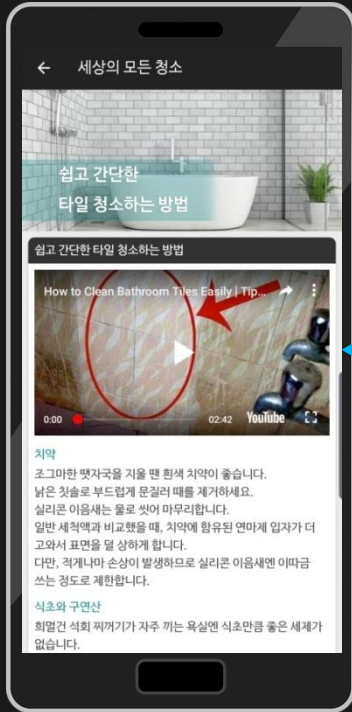 세상의 모든 청소
쉽고 간단한
타일 청소하는 방법
쉽고 간단한 타일 청소하는 방법
How to Clean Bathroom Tiles Easily | Tip...
0:00
02:42
YouTube
치약
조그마한 땟자국을 지울 땐 흰색 치약이 좋습니다.
낡은 칫솔로 부드럽게 문질러 때를 제거하세요.
실리콘 이음새는 물로 씻어 마무리합니다.
일반 세척액과 비교했을 때, 치약에 함유된 연마제 입자가 더
고와서 표면을 덜 상하게 합니다.
다만, 적게나마 손상이 발생하므로 실리콘 이음새엔 이따금
쓰는 정도로 제한합니다.
식초와 구연산
희멀건 석회 찌꺼기가 자주 끼는 욕실엔 식초만큼 좋은 세제가
없습니다.